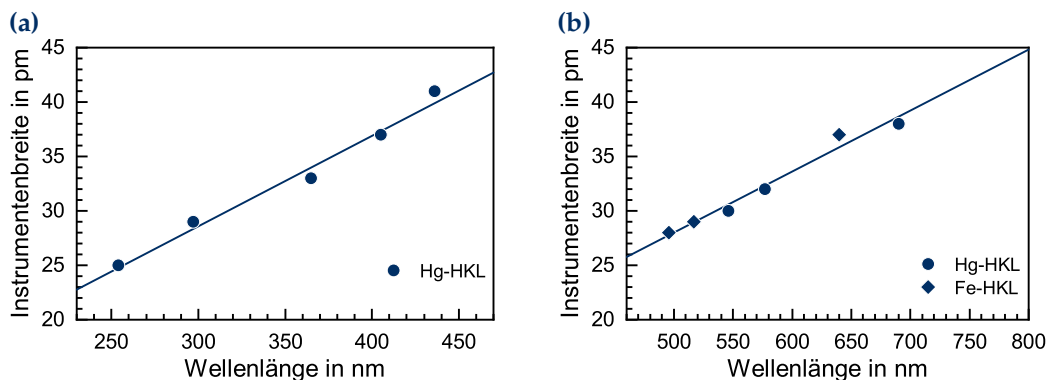 (a)
45
40
35
30
25
20
Instrumentenbreite in pm
250 300 350 400 450
Wellenlänge in nm
Hg-HKL
(b)
45
40
35
30
25
20
Instrumentenbreite in pm
500 550 600 650 700 750 800
Wellenlänge in nm
Hg-HKL
Fe-HKL